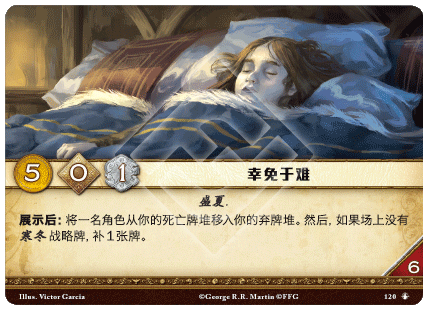 5 0 1 幸免于难
盛夏.
展示后: 将一名角色从你的死亡牌堆移入你的弃牌堆。然后, 如果场上没有
寒冬战略牌, 补1张牌。
6
Illus. Victor Garcia ©George R.R. Martin ©FFG 120